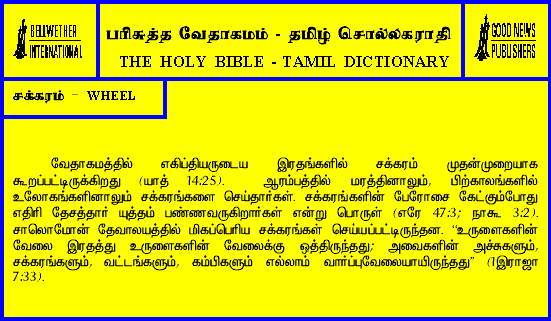 BELLWETHER
INTERNATIONAL
பரிசுத்த வேதாகமம் - தமிழ் சொல்லகராதி
THE HOLY BIBLE - TAMIL DICTIONARY
GOOD NEWS
PUBLISHERS
சக்கரம் - WHEEL
வேதாகமத்தில் எகிப்தியருடைய இரதங்களில் சக்கரம் முதன்முறையாக
கூறப்பட்டிருக்கிறது (யாத் 14:25). ஆரம்பத்தில் மரத்தினாலும், பிற்காலங்களில்
உலோகங்களினாலும் சக்கரங்களை செய்தார்கள். சக்கரங்களின் பேரோசை கேட்கும்போது
எதிரி தேசத்தார் யுத்தம் பண்ணவருகிறார்கள் என்று பொருள் (எரே 47:3; நாகூ 3:2).
சாலொமோன் தேவாலயத்தில் மிகப்பெரிய சக்கரங்கள் செய்யப்பட்டிருந்தன. "உருளைகளின்
வேலை இரதத்து உருளைகளின் வேலைக்கு ஒத்திருந்தது; அவைகளின் அச்சுகளும்,
சக்கரங்களும், வட்டங்களும், கம்பிகளும் எல்லாம் வார்ப்புவேலையாயிருந்தது" (1இராஜா
7:33).